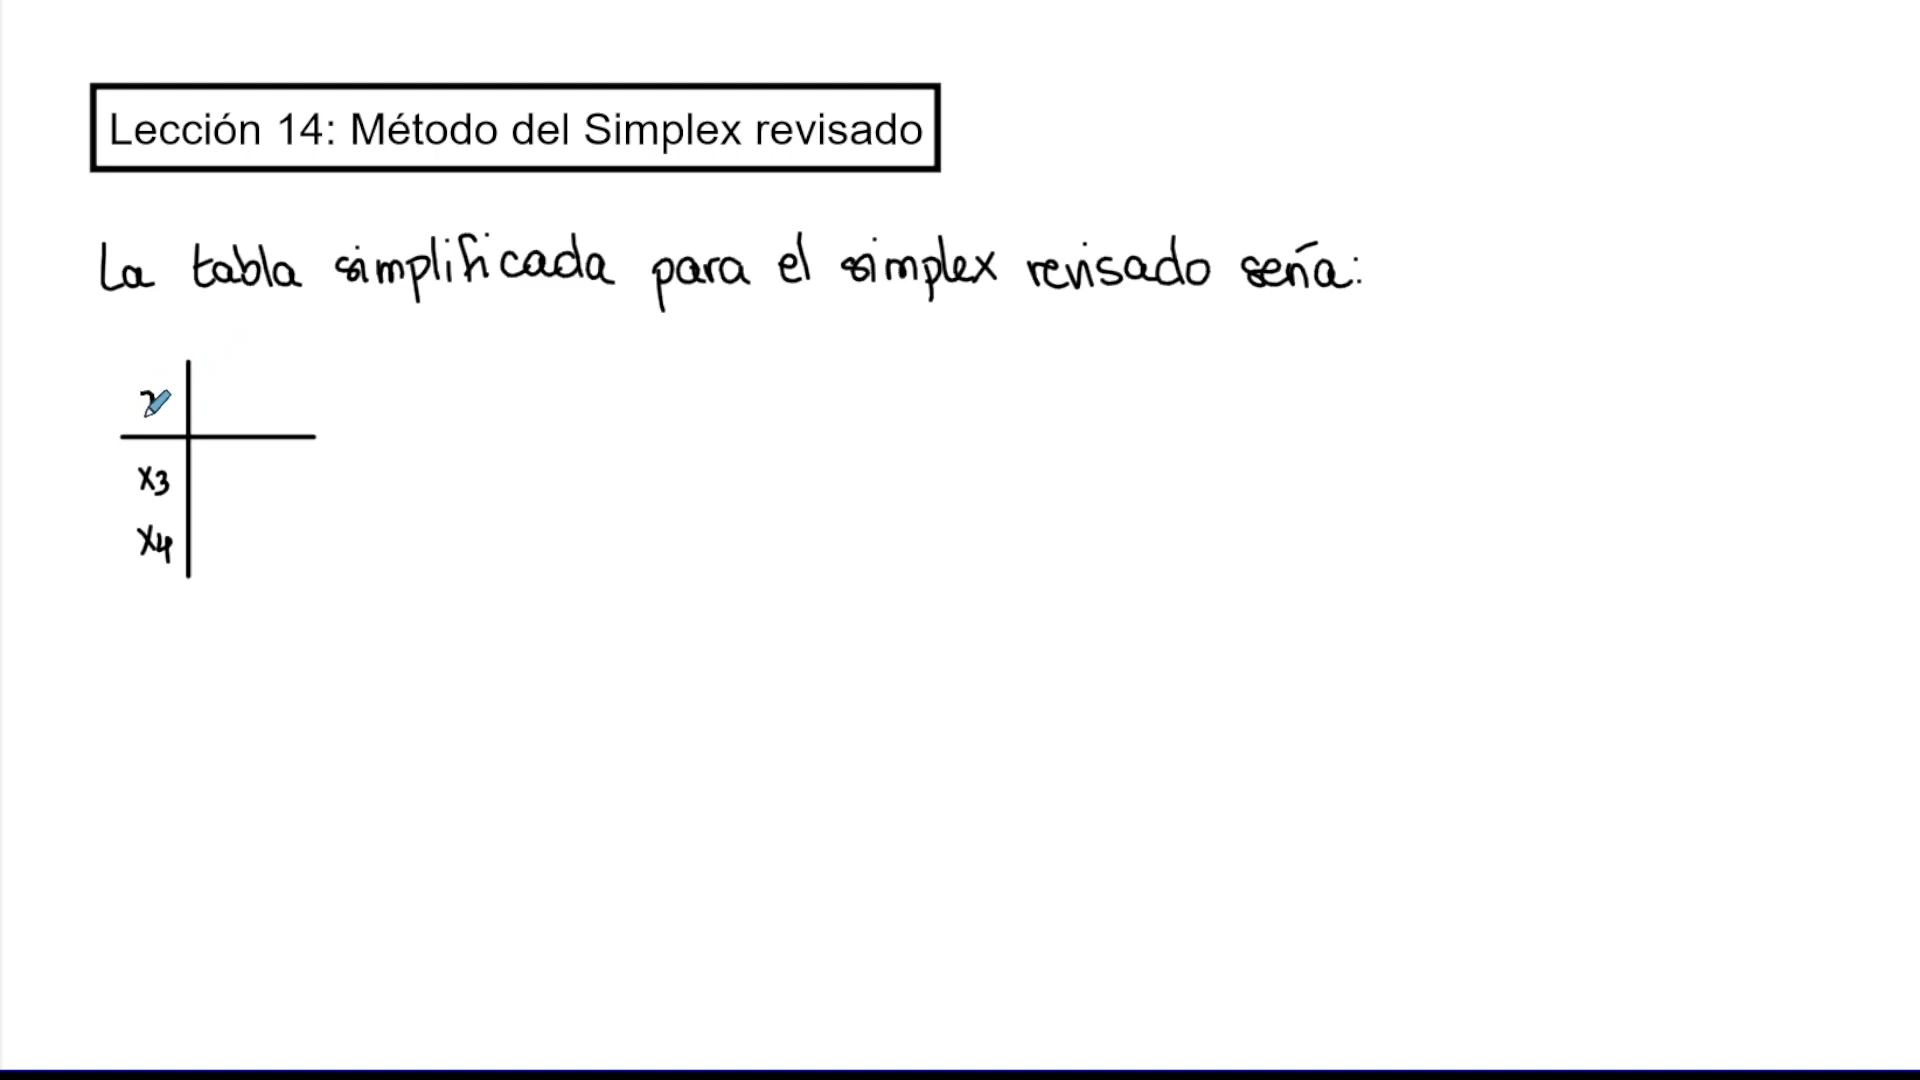 Lección 14: Método del Simplex revisado
La tabla simplificada para el simplex revisado sería:
x3
x4